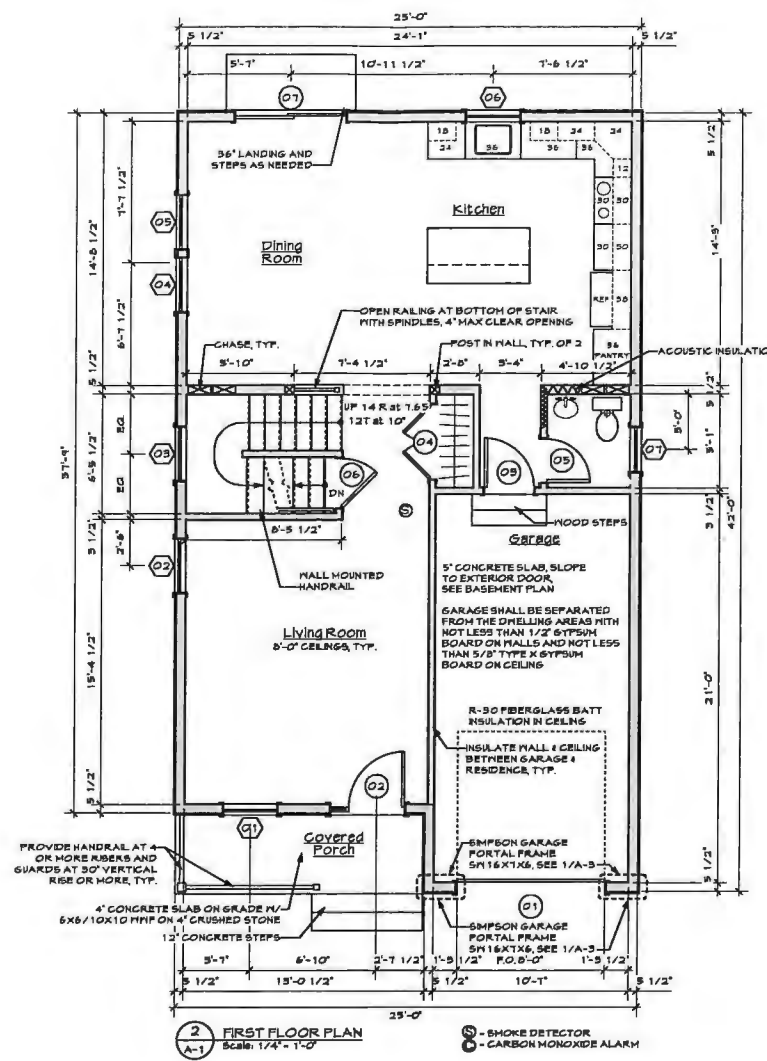 25'-0"
5 1/2" 24'-1" 5 1/2"
5'-7" 10'-11 1/2" 7'-6 1/2"
07
06
18 18 24 24
24 36 36 36
12
36" LANDING AND
STEPS AS NEEDED
Kitchen
30 30
30 30
Dining
Room
REF 36
36
PANTRY
05
04
7'-7 1/2"
14'-8 1/2"
6'-7 1/2"
5 1/2"
14'-9"
OPEN RAILING AT BOTTOM OF STAIR
WITH SPINDLES, 4" MAX CLEAR OPENING
CHASE, TYP.
POST IN WALL, TYP. OF 2
ACOUSTIC INSULATIO
5'-10" 7'-4 1/2" 2'-8" 3'-4" 4'-10 1/2"
UP 14 R at 7.65"
12T at 10"
04
03
05
06
DN
03
07
5'-0"
5 1/2"
EQ.
EQ.
6'-5 1/2"
37'-9"
5 1/2"
5'-1"
3 1/2"
42'-0"
3 1/2"
2'-8"
02
8'-5 1/2"
S
WOOD STEPS
Garage
WALL MOUNTED
HANDRAIL
5" CONCRETE SLAB, SLOPE
TO EXTERIOR DOOR,
SEE BASEMENT PLAN
GARAGE SHALL BE SEPARATED
FROM THE DWELLING AREAS WITH
NOT LESS THAN 1/2" GYPSUM
BOARD ON WALLS AND NOT LESS
THAN 5/8" TYPE X GYPSUM
BOARD ON CEILING
Living Room
8'-0" CEILINGS, TYP.
15'-4 1/2"
21'-0"
R-30 FIBERGLASS BATT
INSULATION IN CEILING
INSULATE WALL & CEILING
BETWEEN GARAGE &
RESIDENCE, TYP.
5 1/2"
02
01
Covered
Porch
PROVIDE HANDRAIL AT 4
OR MORE RISERS AND
GUARDS AT 30" VERTICAL
RISE OR MORE, TYP.
SIMPSON GARAGE
PORTAL FRAME
SW16X7X6, SEE 1/A-3
5 1/2"
4" CONCRETE SLAB ON GRADE W/
6X6/10X10 WWF ON 4" CRUSHED STONE
12" CONCRETE STEPS
01
SIMPSON GARAGE
PORTAL FRAME
SW16X7X6, SEE 1/A-3
3'-7" 6'-10" 2'-7 1/2" 1'-3 1/2" R.O. 8'-0" 1'-3 1/2"
5 1/2" 13'-0 1/2" 5 1/2" 10'-7" 5 1/2"
25'-0"
2
A-1
FIRST FLOOR PLAN
Scale: 1/4" = 1'-0"
S - SMOKE DETECTOR
C - CARBON MONOXIDE ALARM